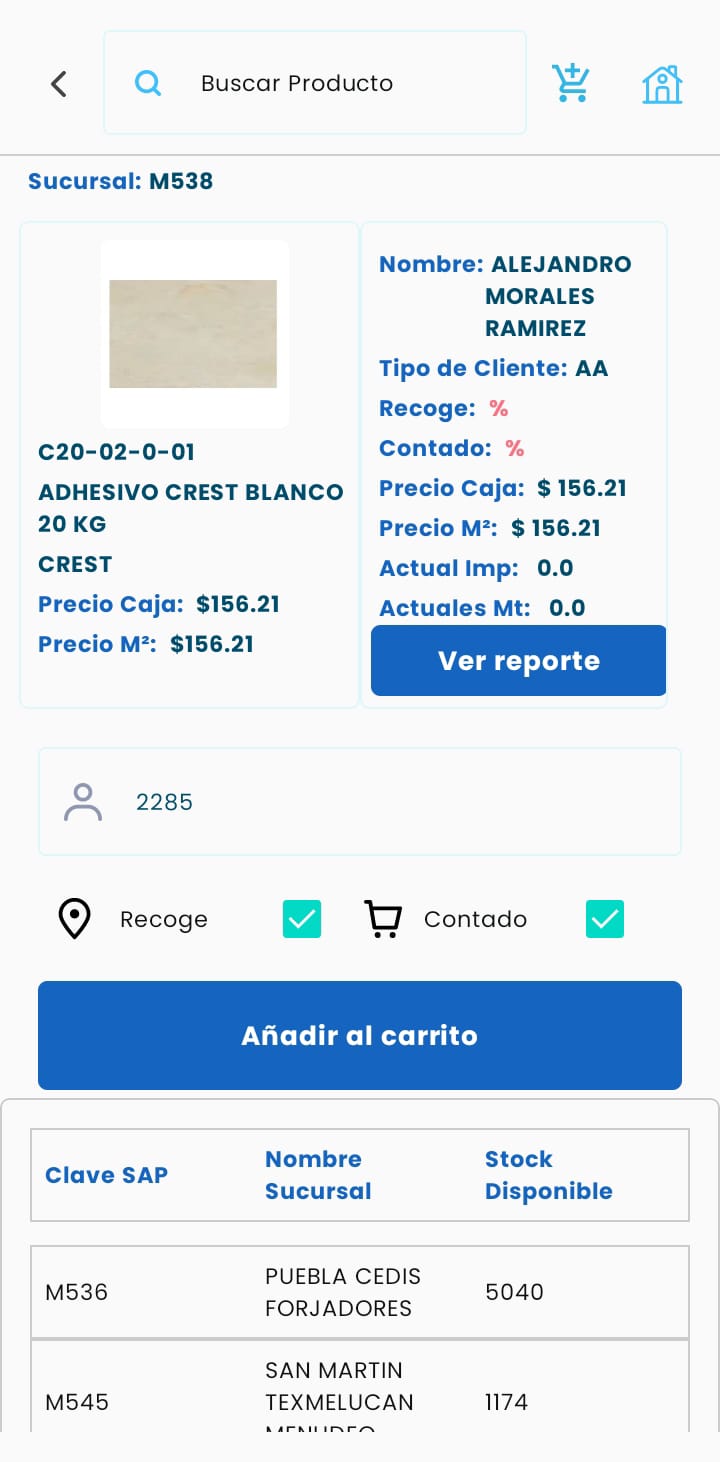 Buscar Producto
Sucursal: M538
C20-02-0-01
ADHESIVO CREST BLANCO
20 KG
CREST
Precio Caja: $156.21
Precio M²: $156.21
Nombre: ALEJANDRO
MORALES
RAMIREZ
Tipo de Cliente: AA
Recoge: %
Contado: %
Precio Caja: $ 156.21
Precio M²: $ 156.21
Actual Imp: 0.0
Actuales Mt: 0.0
Ver reporte
2285
Recoge
Contado
Añadir al carrito
Clave SAP
Nombre
Sucursal
Stock
Disponible
M536
PUEBLA CEDIS
FORJADORES
5040
M545
SAN MARTIN
TEXMELUCAN
MENUDEO
1174